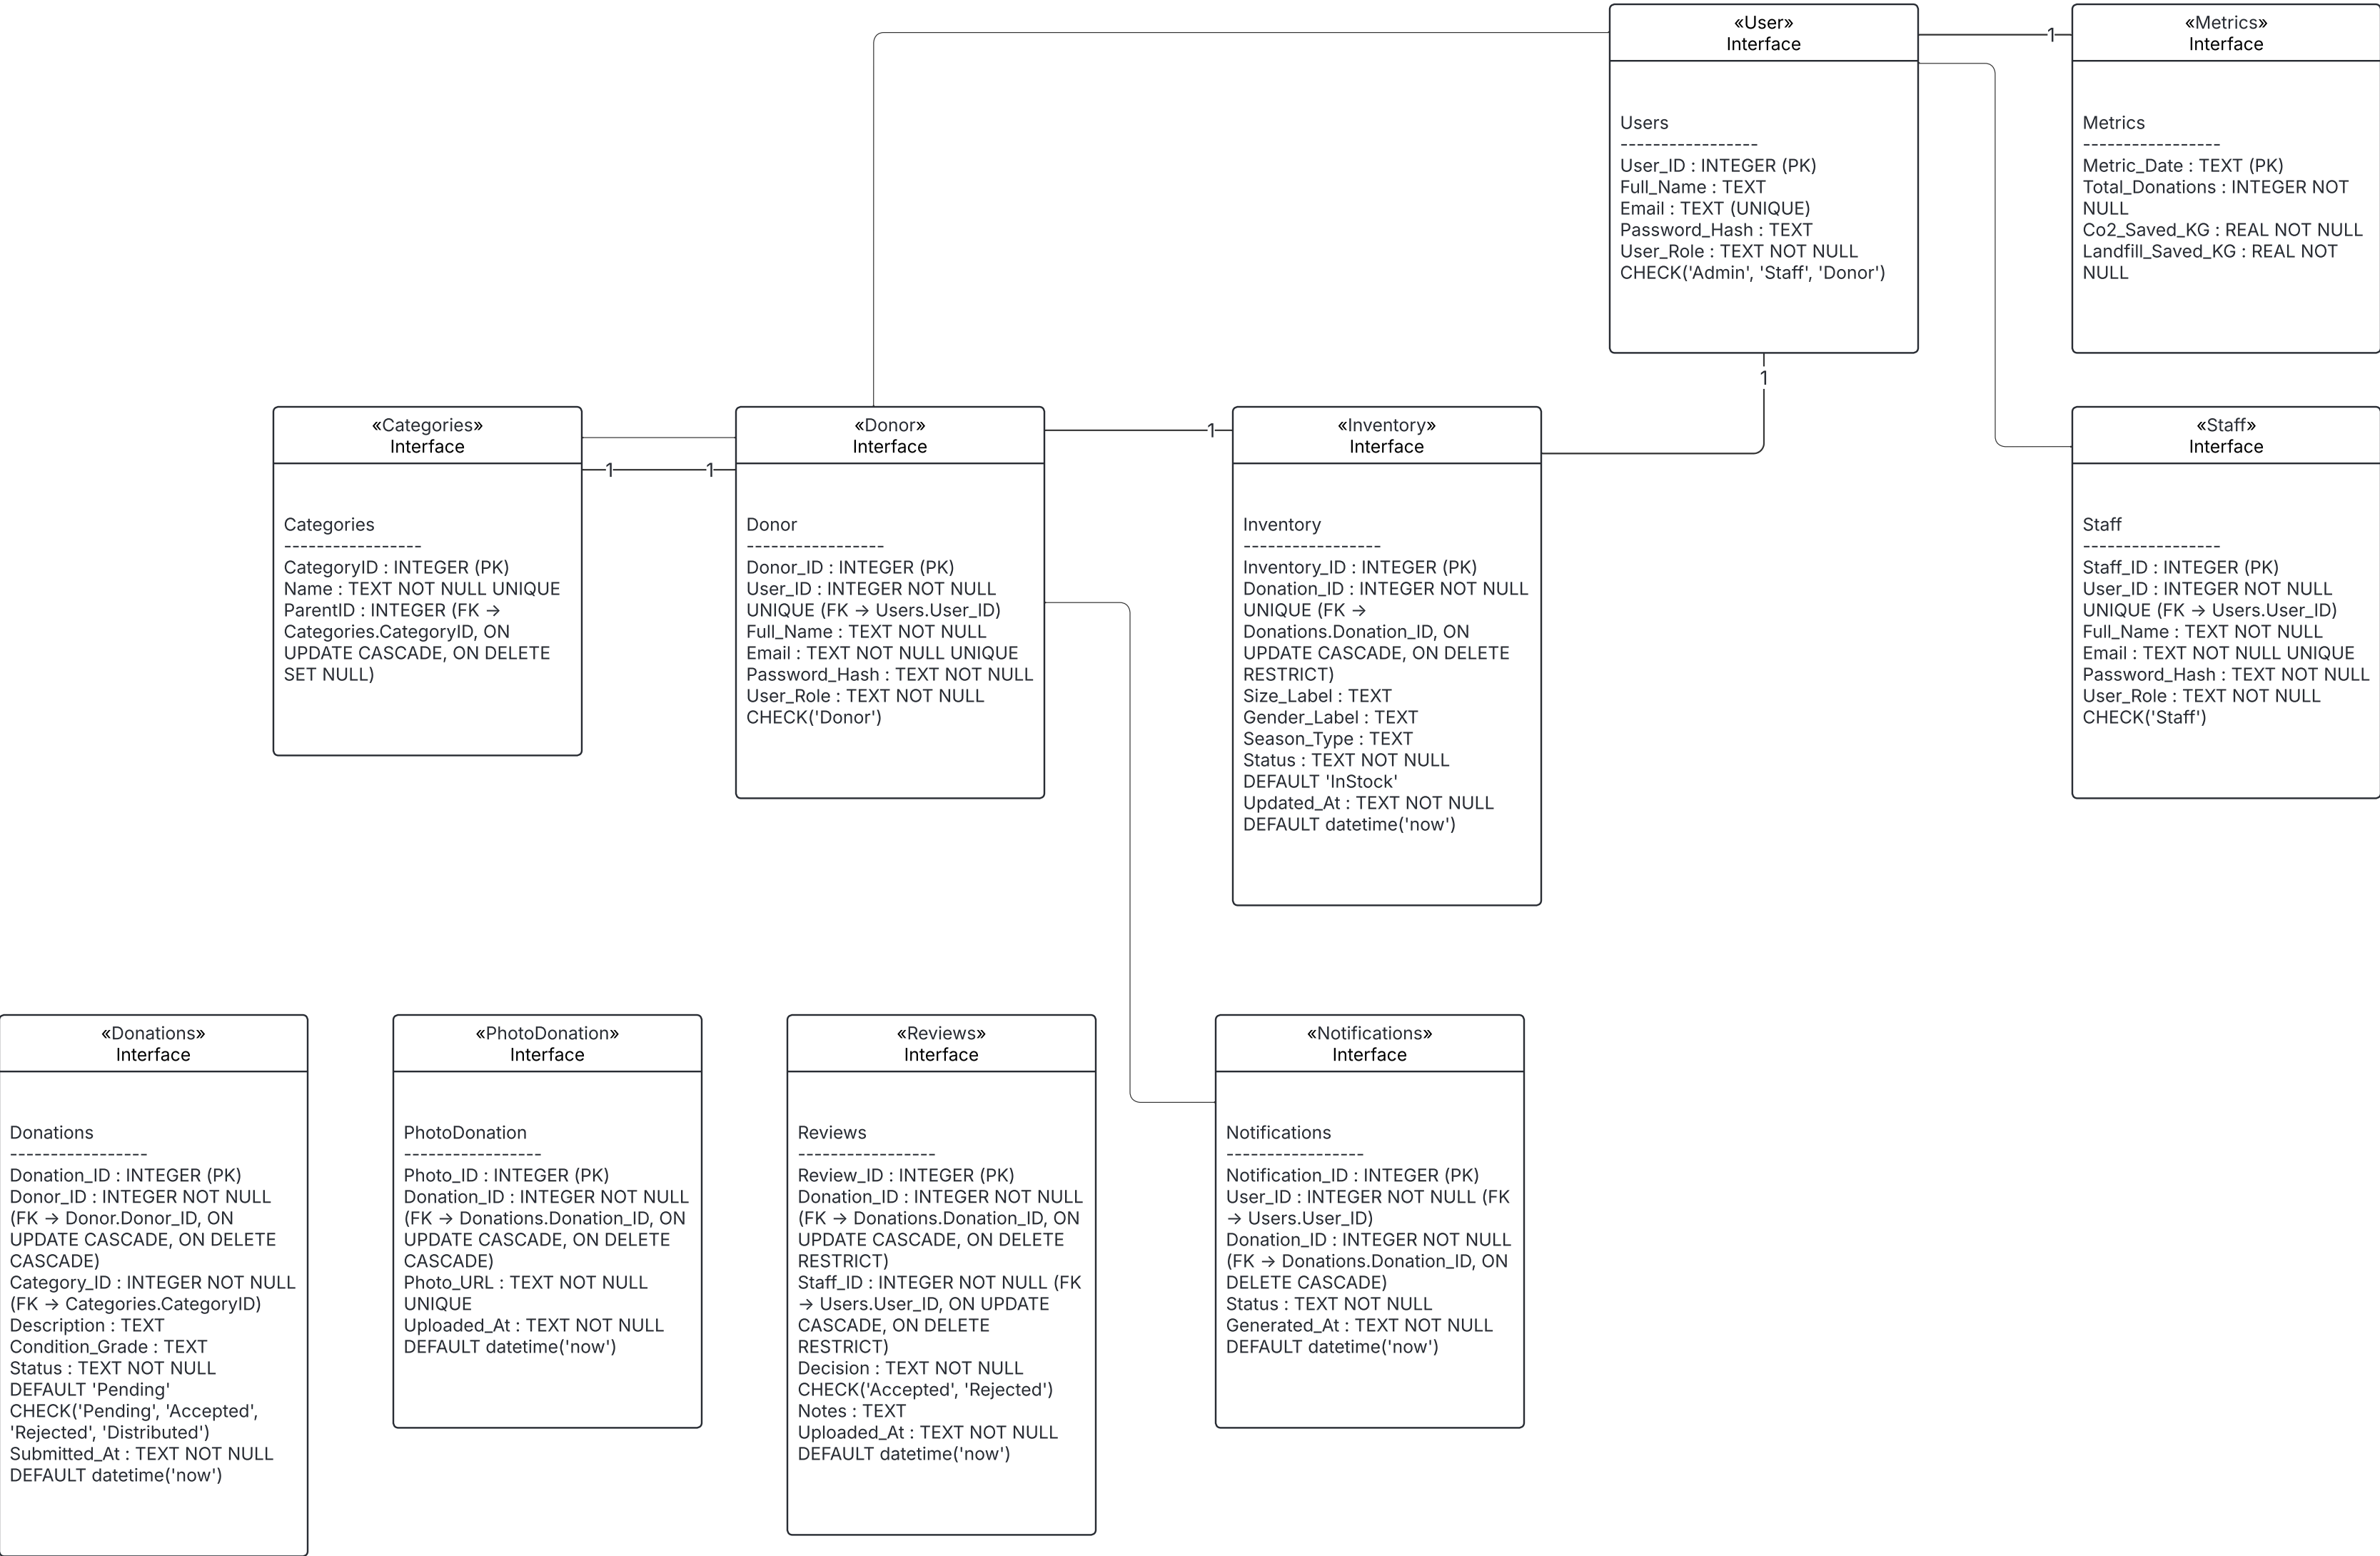 «User»
Interface
Users
-----------------
User_ID : INTEGER (PK)
Full_Name : TEXT
Email : TEXT (UNIQUE)
Password_Hash : TEXT
User_Role : TEXT NOT NULL
CHECK('Admin', 'Staff', 'Donor')
1
«Metrics»
Interface
Metrics
-----------------
Metric_Date : TEXT (PK)
Total_Donations : INTEGER NOT
NULL
Co2_Saved_KG : REAL NOT NULL
Landfill_Saved_KG : REAL NOT
NULL
1
«Categories»
Interface
Categories
-----------------
CategoryID : INTEGER (PK)
Name : TEXT NOT NULL UNIQUE
ParentID : INTEGER (FK →
Categories.CategoryID, ON
UPDATE CASCADE, ON DELETE
SET NULL)
1
1
«Donor»
Interface
Donor
-----------------
Donor_ID : INTEGER (PK)
User_ID : INTEGER NOT NULL
UNIQUE (FK → Users.User_ID)
Full_Name : TEXT NOT NULL
Email : TEXT NOT NULL UNIQUE
Password_Hash : TEXT NOT NULL
User_Role : TEXT NOT NULL
CHECK('Donor')
1
«Inventory»
Interface
Inventory
-----------------
Inventory_ID : INTEGER (PK)
Donation_ID : INTEGER NOT NULL
UNIQUE (FK →
Donations.Donation_ID, ON
UPDATE CASCADE, ON DELETE
RESTRICT)
Size_Label : TEXT
Gender_Label : TEXT
Season_Type : TEXT
Status : TEXT NOT NULL
DEFAULT 'InStock'
Updated_At : TEXT NOT NULL
DEFAULT datetime('now')
«Staff»
Interface
Staff
-----------------
Staff_ID : INTEGER (PK)
User_ID : INTEGER NOT NULL
UNIQUE (FK → Users.User_ID)
Full_Name : TEXT NOT NULL
Email : TEXT NOT NULL UNIQUE
Password_Hash : TEXT NOT NULL
User_Role : TEXT NOT NULL
CHECK('Staff')
«Donations»
Interface
Donations
-----------------
Donation_ID : INTEGER (PK)
Donor_ID : INTEGER NOT NULL
(FK → Donor.Donor_ID, ON
UPDATE CASCADE, ON DELETE
CASCADE)
Category_ID : INTEGER NOT NULL
(FK → Categories.CategoryID)
Description : TEXT
Condition_Grade : TEXT
Status : TEXT NOT NULL
DEFAULT 'Pending'
CHECK('Pending', 'Accepted',
'Rejected', 'Distributed')
Submitted_At : TEXT NOT NULL
DEFAULT datetime('now')
«PhotoDonation»
Interface
PhotoDonation
-----------------
Photo_ID : INTEGER (PK)
Donation_ID : INTEGER NOT NULL
(FK → Donations.Donation_ID, ON
UPDATE CASCADE, ON DELETE
CASCADE)
Photo_URL : TEXT NOT NULL
UNIQUE
Uploaded_At : TEXT NOT NULL
DEFAULT datetime('now')
«Reviews»
Interface
Reviews
-----------------
Review_ID : INTEGER (PK)
Donation_ID : INTEGER NOT NULL
(FK → Donations.Donation_ID, ON
UPDATE CASCADE, ON DELETE
RESTRICT)
Staff_ID : INTEGER NOT NULL (FK
→ Users.User_ID, ON UPDATE
CASCADE, ON DELETE
RESTRICT)
Decision : TEXT NOT NULL
CHECK('Accepted', 'Rejected')
Notes : TEXT
Uploaded_At : TEXT NOT NULL
DEFAULT datetime('now')
«Notifications»
Interface
Notifications
-----------------
Notification_ID : INTEGER (PK)
User_ID : INTEGER NOT NULL (FK
→ Users.User_ID)
Donation_ID : INTEGER NOT NULL
(FK → Donations.Donation_ID, ON
DELETE CASCADE)
Status : TEXT NOT NULL
Generated_At : TEXT NOT NULL
DEFAULT datetime('now')